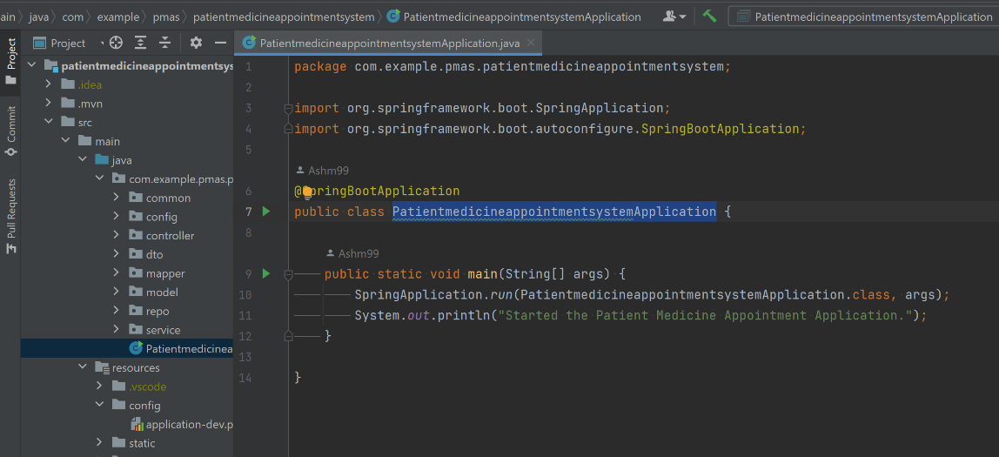 ain java com example pmas patientmedicineappointmentsystem PatientmedicineappointmentsystemApplication PatientmedicineappointmentsystemApplication
Project
Commit
Pull Requests
Project
patientmedicineappointmentsys
.idea
.mvn
src
main
java
com.example.pmas.p
common
config
controller
dto
mapper
model
repo
service
Patientmedicinea
resources
.vscode
config
application-dev.p
static
PatientmedicineappointmentsystemApplication.java
1 package com.example.pmas.patientmedicineappointmentsystem;
2
3 import org.springframework.boot.SpringApplication;
4 import org.springframework.boot.autoconfigure.SpringBootApplication;
5
Ashm99
6 @SpringBootApplication
7 public class PatientmedicineappointmentsystemApplication {
8
Ashm99
9 public static void main(String[] args) {
10 SpringApplication.run(PatientmedicineappointmentsystemApplication.class, args);
11 System.out.println("Started the Patient Medicine Appointment Application.");
12 }
13
14 }